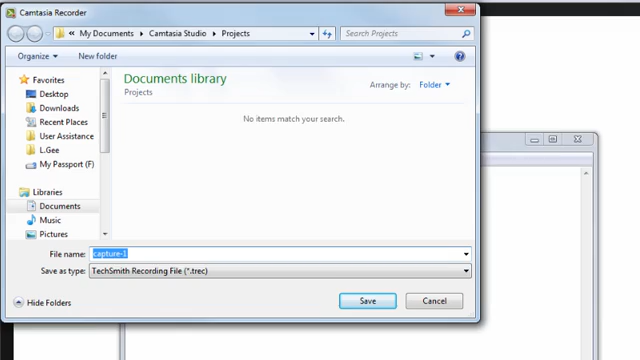 Camtasia Recorder
« My Documents ▸ Camtasia Studio ▸ Projects
Search Projects
Organize
New folder
Favorites
Desktop
Downloads
Recent Places
User Assistance
L.Gee
My Passport (F)
Libraries
Documents
Music
Pictures
Documents library
Projects
Arrange by: Folder
No items match your search.
File name: capture-1
Save as type: TechSmith Recording File (*.trec)
Hide Folders
Save
Cancel